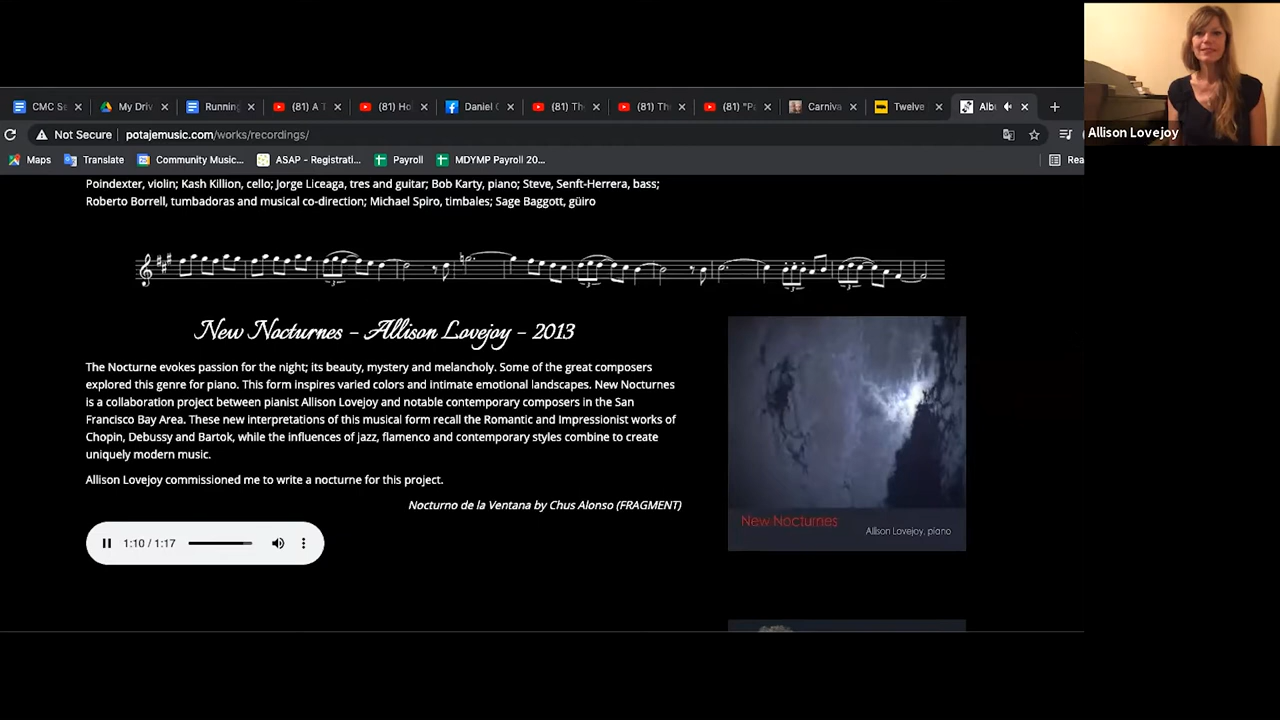 CMC Se
My Driv
Running
(81) A T
(81) Ho
Daniel C
(81) Th
(81) Th
(81) "P
Carniva
Twelve
Alb
Not Secure
potajemusic.com/works/recordings/
Maps
Translate
Community Music...
ASAP - Registrati...
Payroll
MDYMP Payroll 20...
Rea
Allison Lovejoy
Poindexter, violin; Kash Killion, cello; Jorge Liceaga, tres and guitar; Bob Karty, piano; Steve, Senft-Herrera, bass;
Roberto Borrell, tumbadoras and musical co-direction; Michael Spiro, timbales; Sage Baggott, güiro
3
3
3
3
New Nocturnes – Allison Lovejoy – 2013
The Nocturne evokes passion for the night; its beauty, mystery and melancholy. Some of the great composers
explored this genre for piano. This form inspires varied colors and intimate emotional landscapes. New Nocturnes
is a collaboration project between pianist Allison Lovejoy and notable contemporary composers in the San
Francisco Bay Area. These new interpretations of this musical form recall the Romantic and Impressionist works of
Chopin, Debussy and Bartok, while the influences of jazz, flamenco and contemporary styles combine to create
uniquely modern music.
Allison Lovejoy commissioned me to write a nocturne for this project.
Nocturno de la Ventana by Chus Alonso (FRAGMENT)
1:10 / 1:17
New Nocturnes
Allison Lovejoy, piano